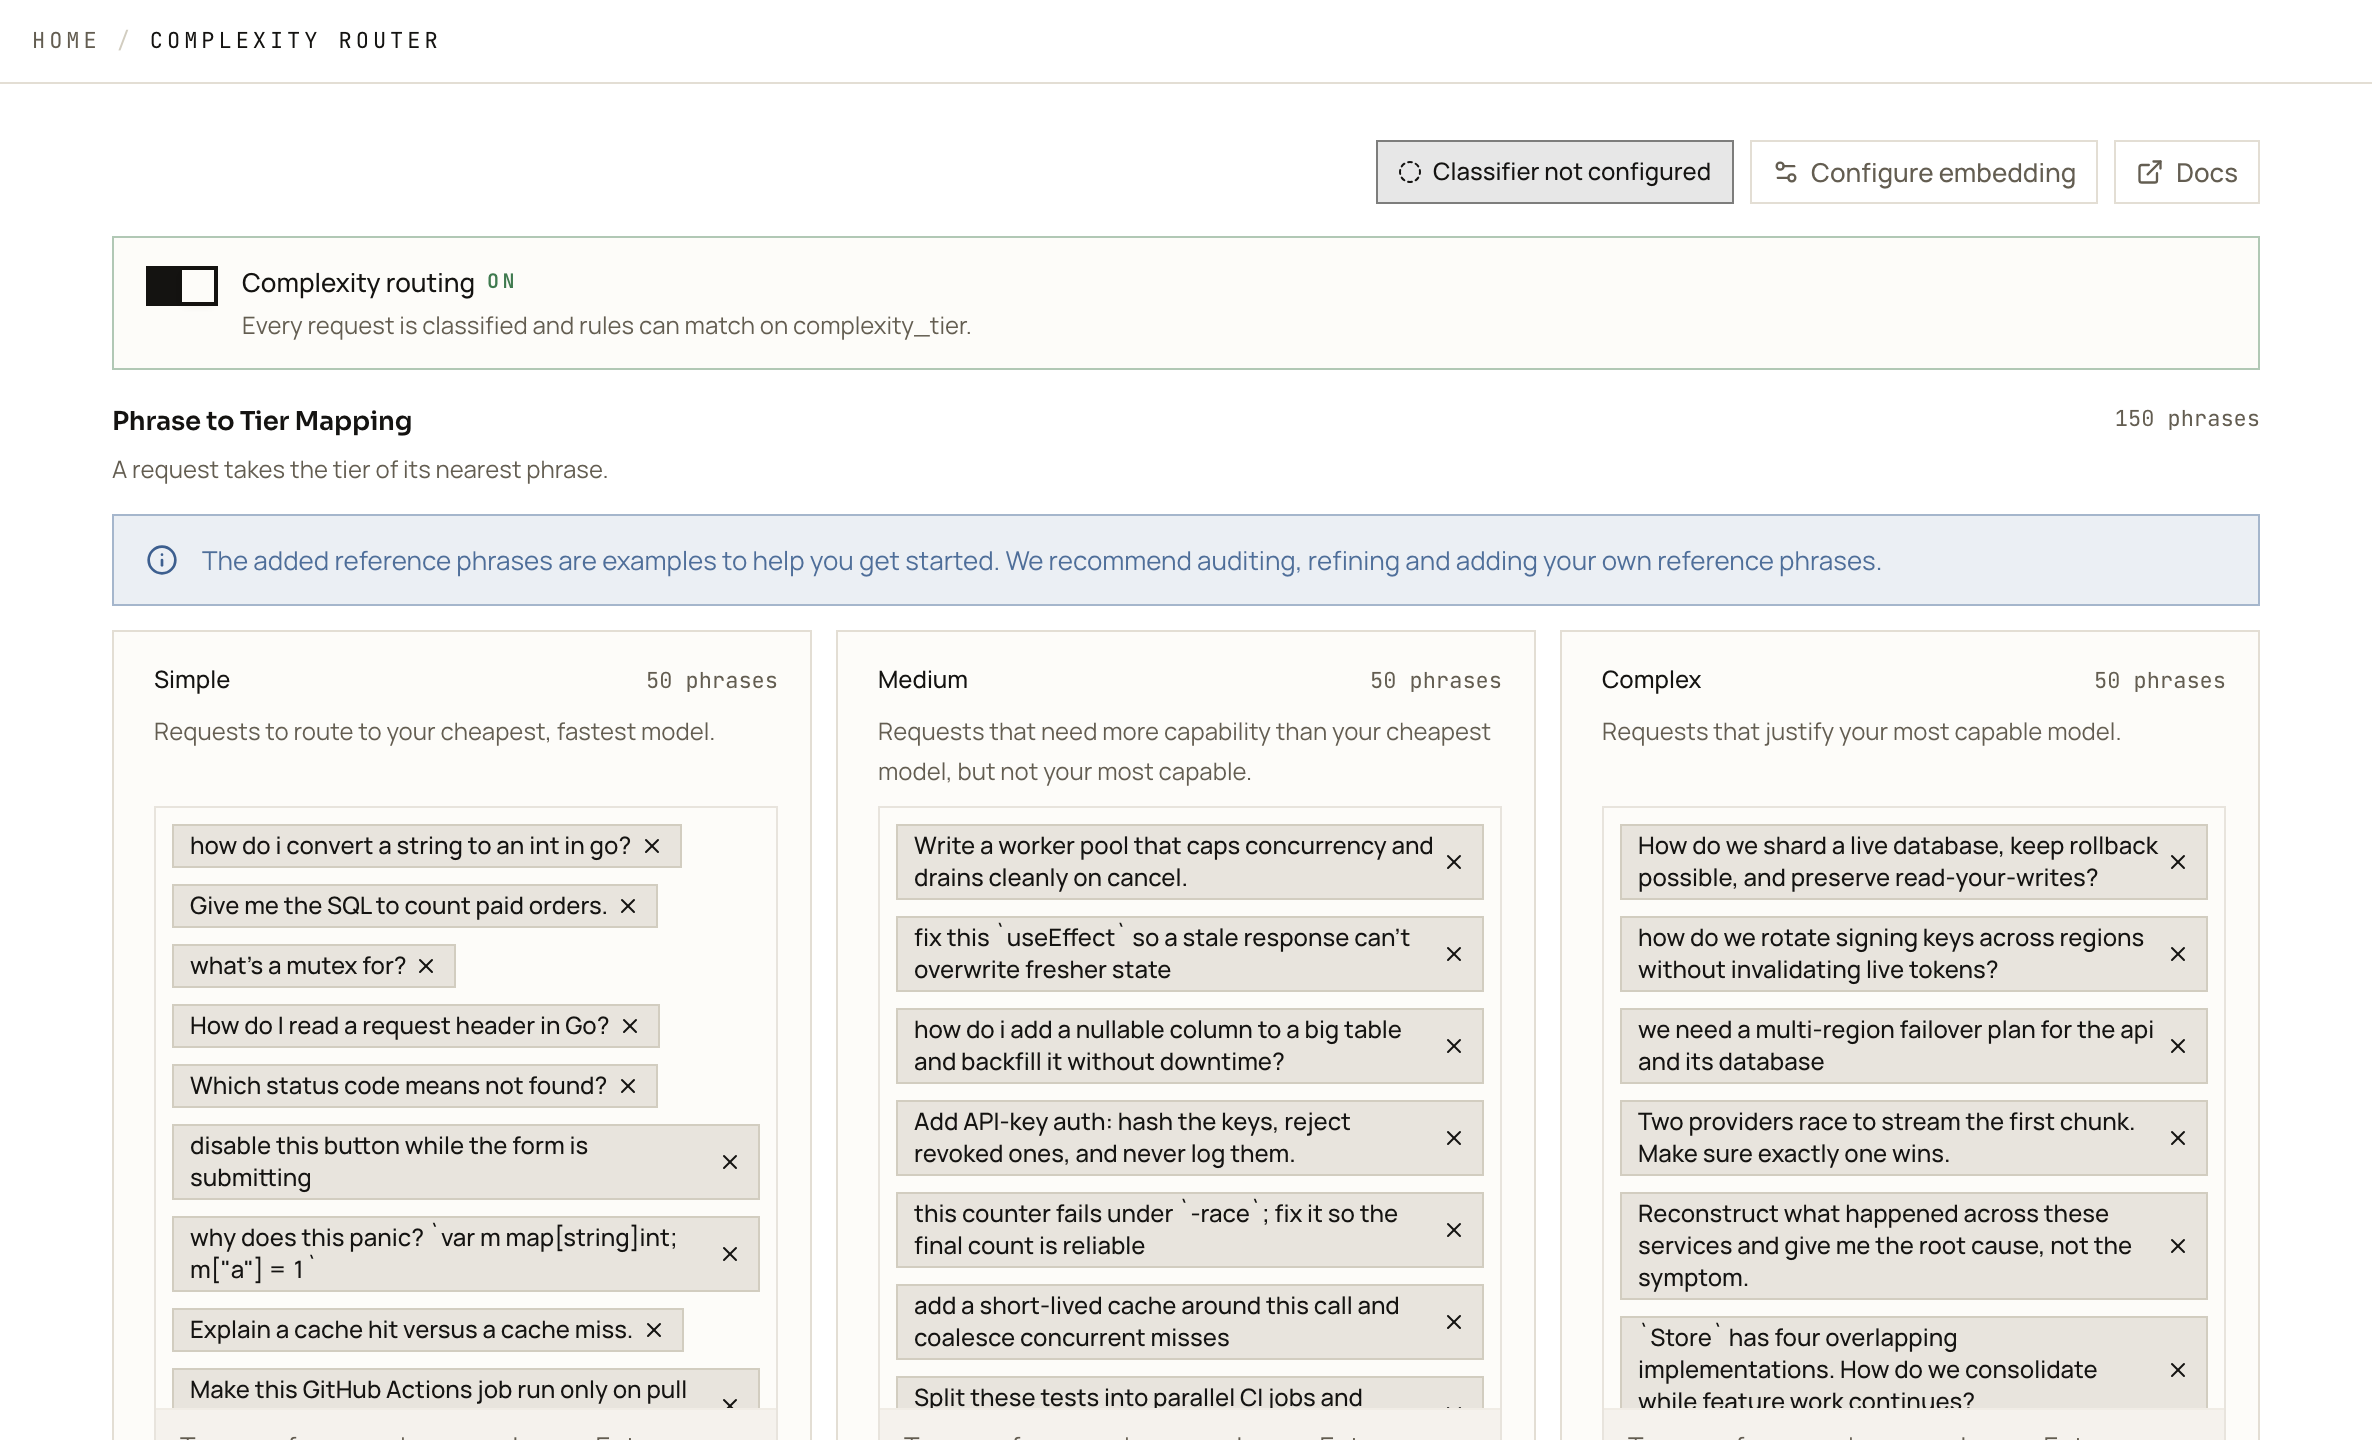 HOME / COMPLEXITY ROUTER
Classifier not configured
Configure embedding
Docs
Complexity routing ON
Every request is classified and rules can match on complexity_tier.
Phrase to Tier Mapping
150 phrases
A request takes the tier of its nearest phrase.
The added reference phrases are examples to help you get started. We recommend auditing, refining and adding your own reference phrases.
Simple
50 phrases
Requests to route to your cheapest, fastest model.
how do i convert a string to an int in go?
Give me the SQL to count paid orders.
what's a mutex for?
How do I read a request header in Go?
Which status code means not found?
disable this button while the form is
submitting
why does this panic? `var m map[string]int;
m["a"] = 1`
Explain a cache hit versus a cache miss.
Make this GitHub Actions job run only on pull
Medium
50 phrases
Requests that need more capability than your cheapest
model, but not your most capable.
Write a worker pool that caps concurrency and
drains cleanly on cancel.
fix this `useEffect` so a stale response can't
overwrite fresher state
how do i add a nullable column to a big table
and backfill it without downtime?
Add API-key auth: hash the keys, reject
revoked ones, and never log them.
this counter fails under `-race`; fix it so the
final count is reliable
add a short-lived cache around this call and
coalesce concurrent misses
Split these tests into parallel CI jobs and
Complex
50 phrases
Requests that justify your most capable model.
How do we shard a live database, keep rollback
possible, and preserve read-your-writes?
how do we rotate signing keys across regions
without invalidating live tokens?
we need a multi-region failover plan for the api
and its database
Two providers race to stream the first chunk.
Make sure exactly one wins.
Reconstruct what happened across these
services and give me the root cause, not the
symptom.
`Store` has four overlapping
implementations. How do we consolidate
while feature work continues?